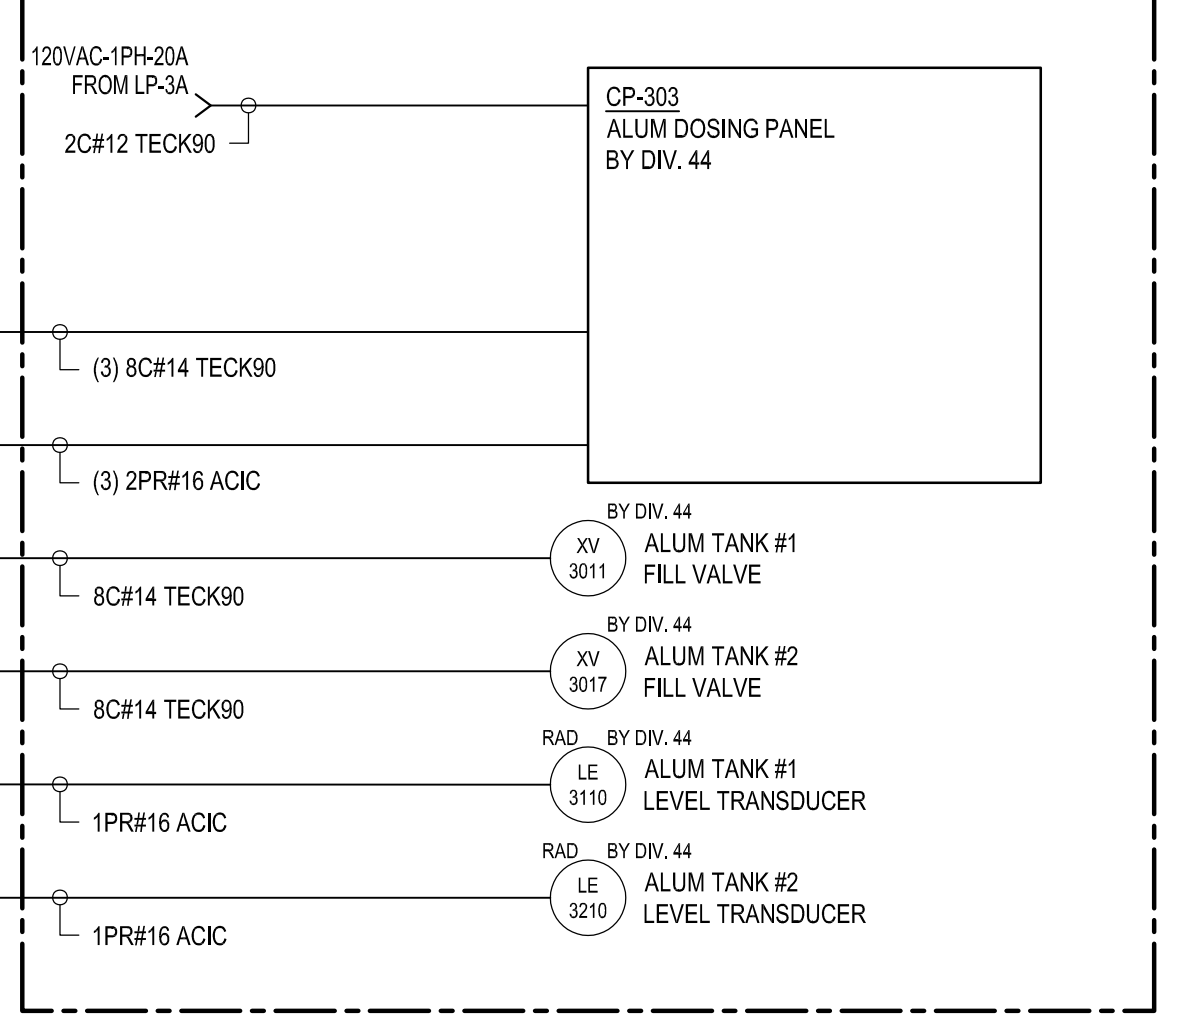 120VAC-1PH-20A
FROM LP-3A
2C#12 TECK90
CP-303
ALUM DOSING PANEL
BY DIV. 44
(3) 8C#14 TECK90
(3) 2PR#16 ACIC
BY DIV. 44
XV
3011
ALUM TANK #1
FILL VALVE
8C#14 TECK90
BY DIV. 44
XV
3017
ALUM TANK #2
FILL VALVE
8C#14 TECK90
RAD BY DIV. 44
LE
3110
ALUM TANK #1
LEVEL TRANSDUCER
1PR#16 ACIC
RAD BY DIV. 44
LE
3210
ALUM TANK #2
LEVEL TRANSDUCER
1PR#16 ACIC